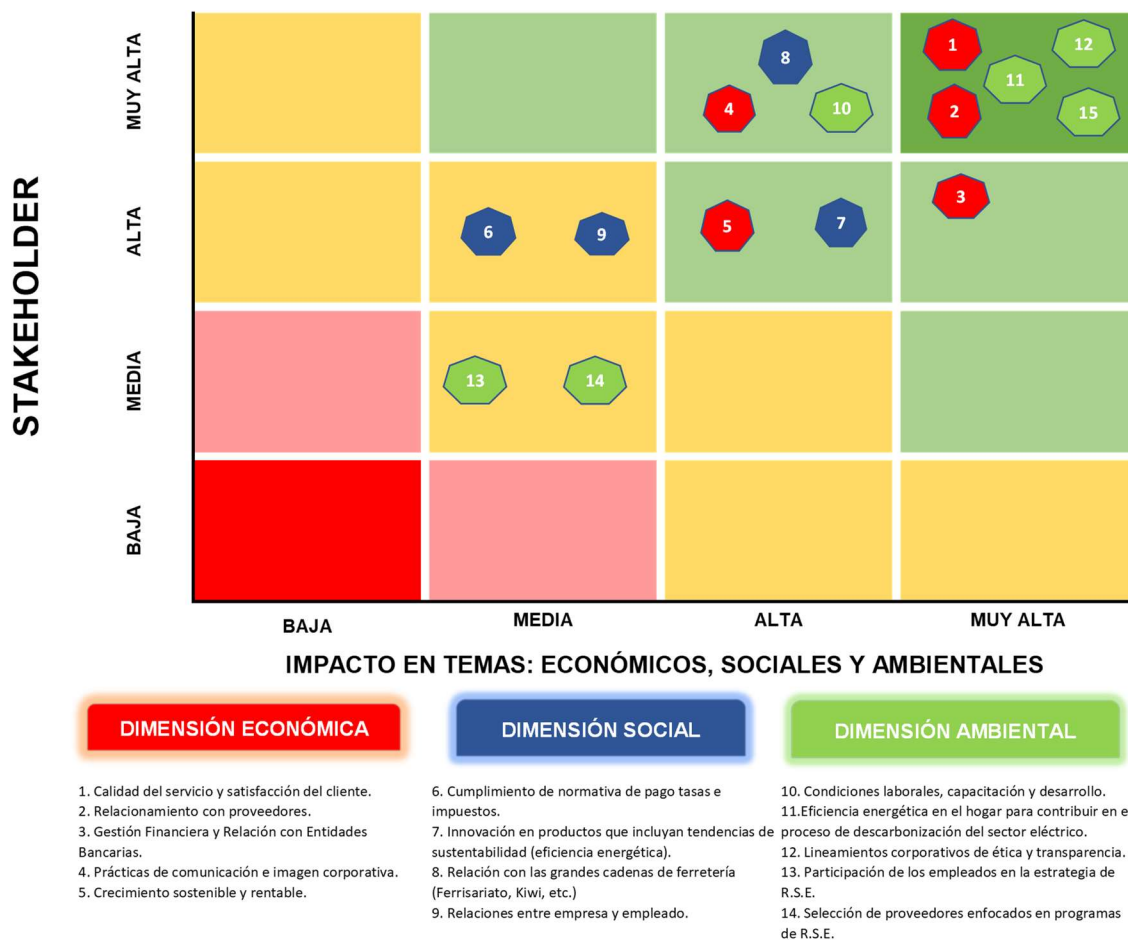 STAKEHOLDER
MUY ALTA
8
1
12
11
4
10
2
15
ALTA
6
9
5
7
3
MEDIA
13
14
BAJA
BAJA
MEDIA
ALTA
MUY ALTA
IMPACTO EN TEMAS: ECONÓMICOS, SOCIALES Y AMBIENTALES
DIMENSIÓN ECONÓMICA
1. Calidad del servicio y satisfacción del cliente.
2. Relacionamiento con proveedores.
3. Gestión Financiera y Relación con Entidades
Bancarias.
4. Prácticas de comunicación e imagen corporativa.
5. Crecimiento sostenible y rentable.
DIMENSIÓN SOCIAL
6. Cumplimiento de normativa de pago tasas e
impuestos.
7. Innovación en productos que incluyan tendencias de
sustentabilidad (eficiencia energética).
8. Relación con las grandes cadenas de ferretería
(Ferrisariato, Kiwi, etc.)
9. Relaciones entre empresa y empleado.
DIMENSIÓN AMBIENTAL
10. Condiciones laborales, capacitación y desarrollo.
11.Eficiencia energética en el hogar para contribuir en e
proceso de descarbonización del sector eléctrico.
12. Lineamientos corporativos de ética y transparencia.
13. Participación de los empleados en la estrategia de
R.S.E.
14. Selección de proveedores enfocados en programas
de R.S.E.